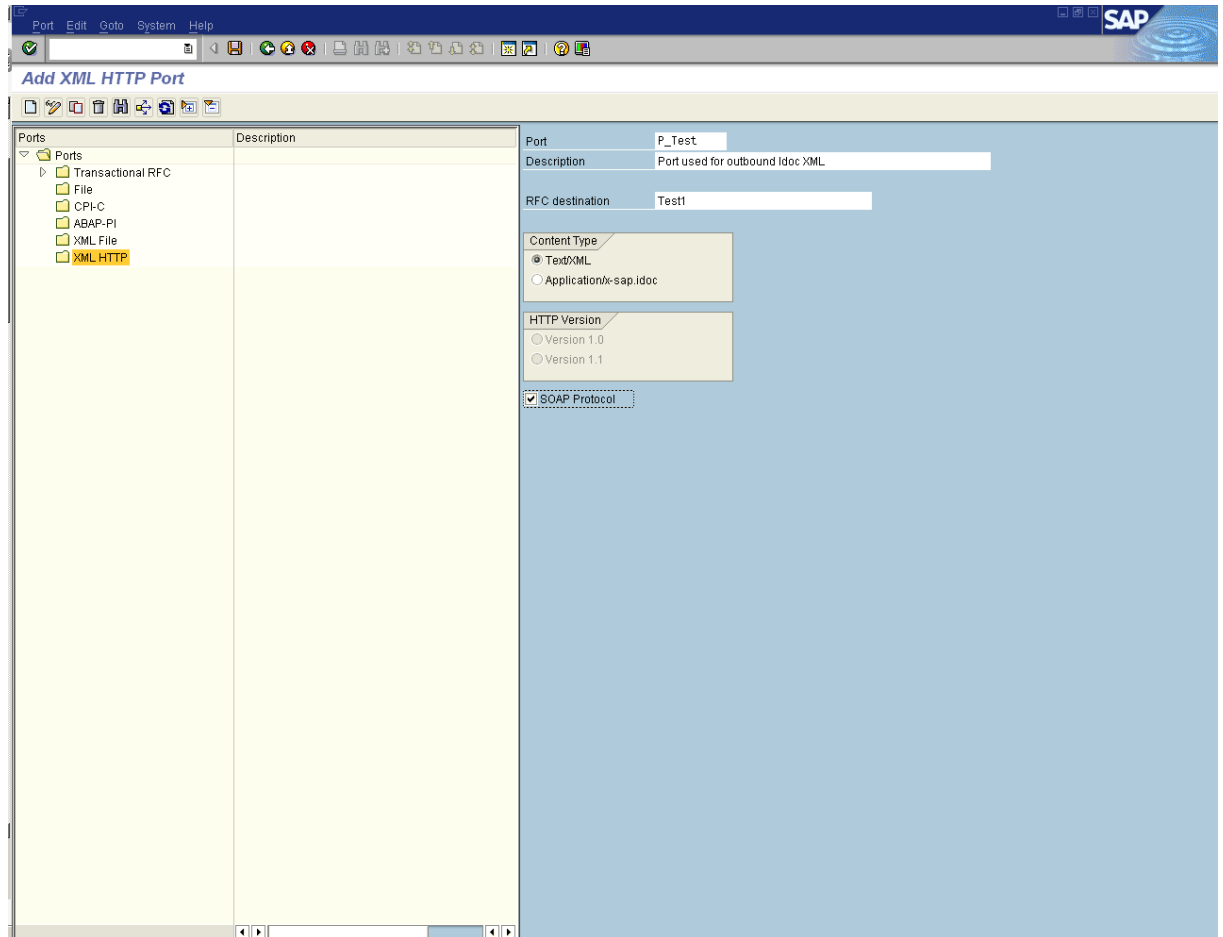 Port Edit Goto System Help
SAP
Add XML HTTP Port
Ports Description
Ports
Transactional RFC
File
CPI-C
ABAP-PI
XML File
XML HTTP
Port P_Test
Description Port used for outbound Idoc XML
RFC destination Test1
Content Type
Text/XML
Application/x-sap.idoc
HTTP Version
Version 1.0
Version 1.1
SOAP Protocol